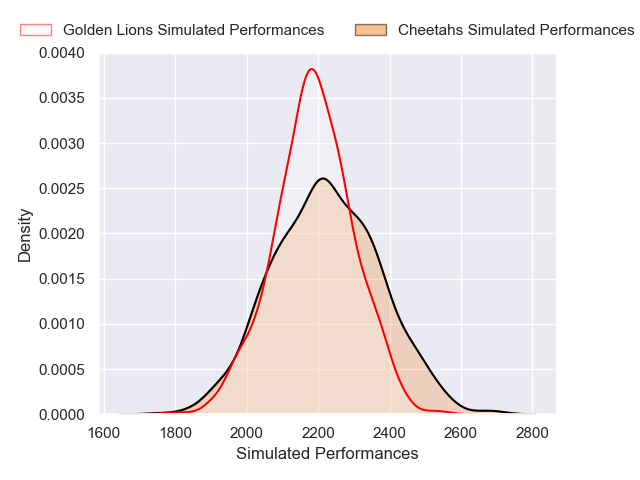 Golden Lions Simulated Performances
Cheetahs Simulated Performances
0.0040
0.0035
0.0030
0.0025
0.0020
0.0015
0.0010
0.0005
0.0000
Density
1600 1800 2000 2200 2400 2600 2800
Simulated Performances